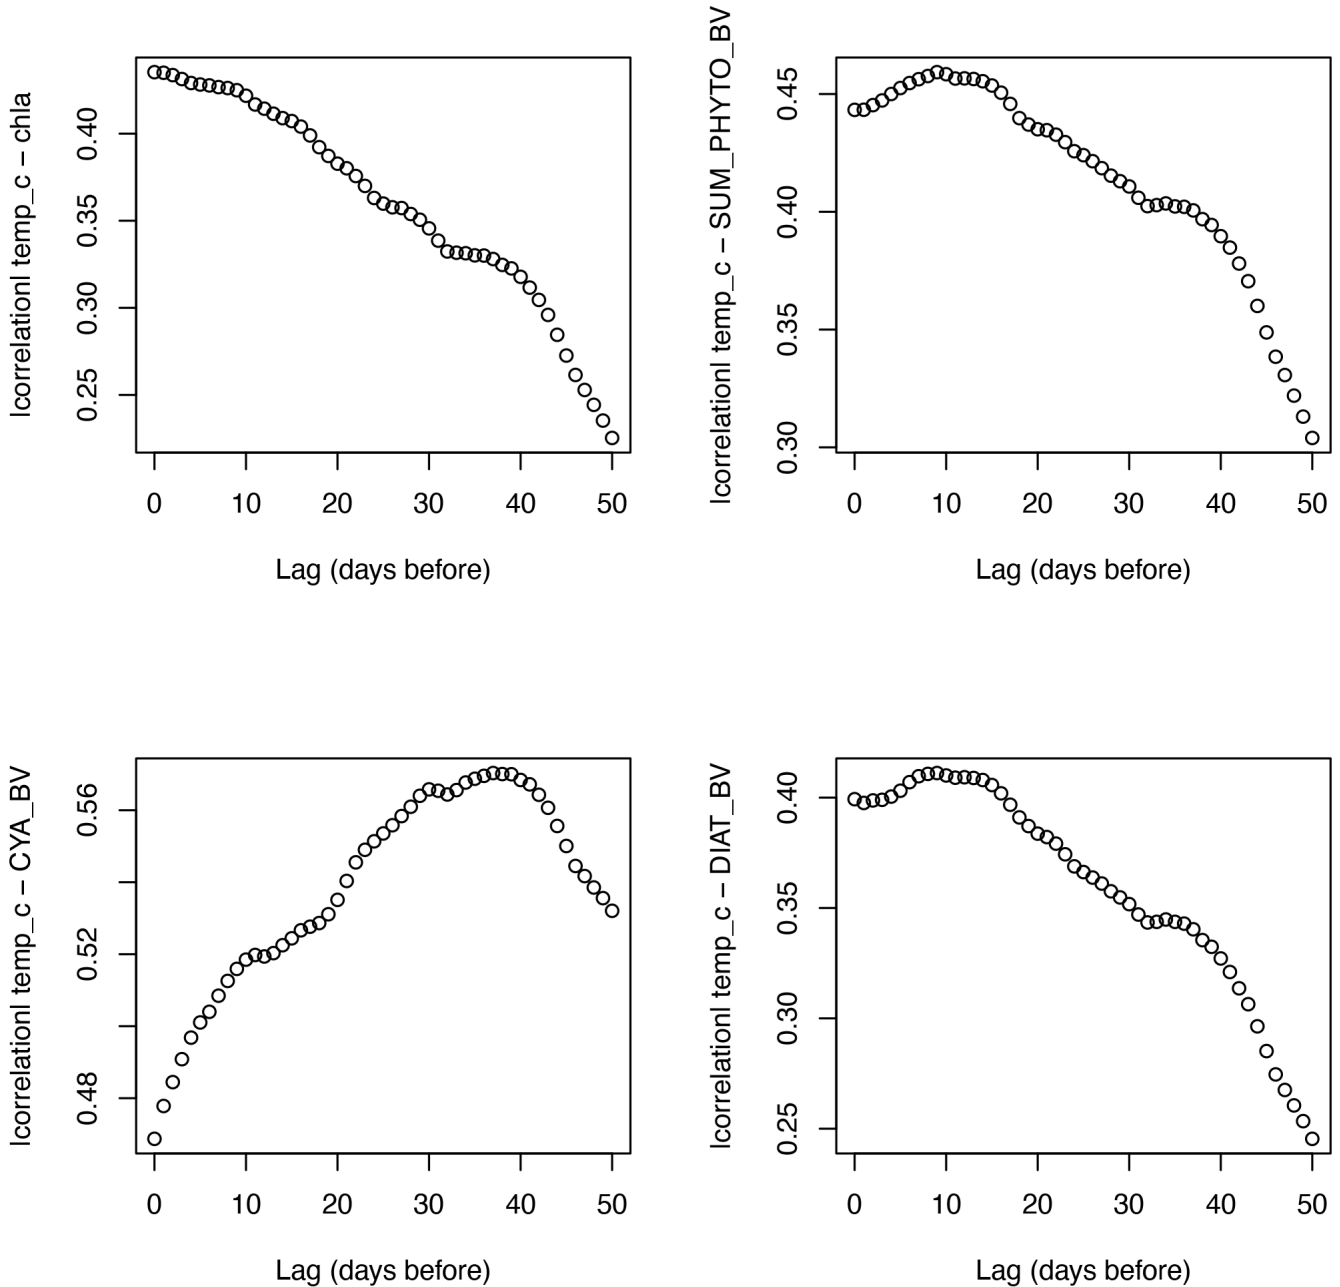 |correlation| temp_c – chla
0.40
0.35
0.30
0.25
0 10 20 30 40 50
Lag (days before)
|correlation| temp_c – SUM_PHYTO_BV
0.45
0.40
0.35
0.30
0 10 20 30 40 50
Lag (days before)
|correlation| temp_c – CYA_BV
0.56
0.52
0.48
0 10 20 30 40 50
Lag (days before)
|correlation| temp_c – DIAT_BV
0.40
0.35
0.30
0.25
0 10 20 30 40 50
Lag (days before)